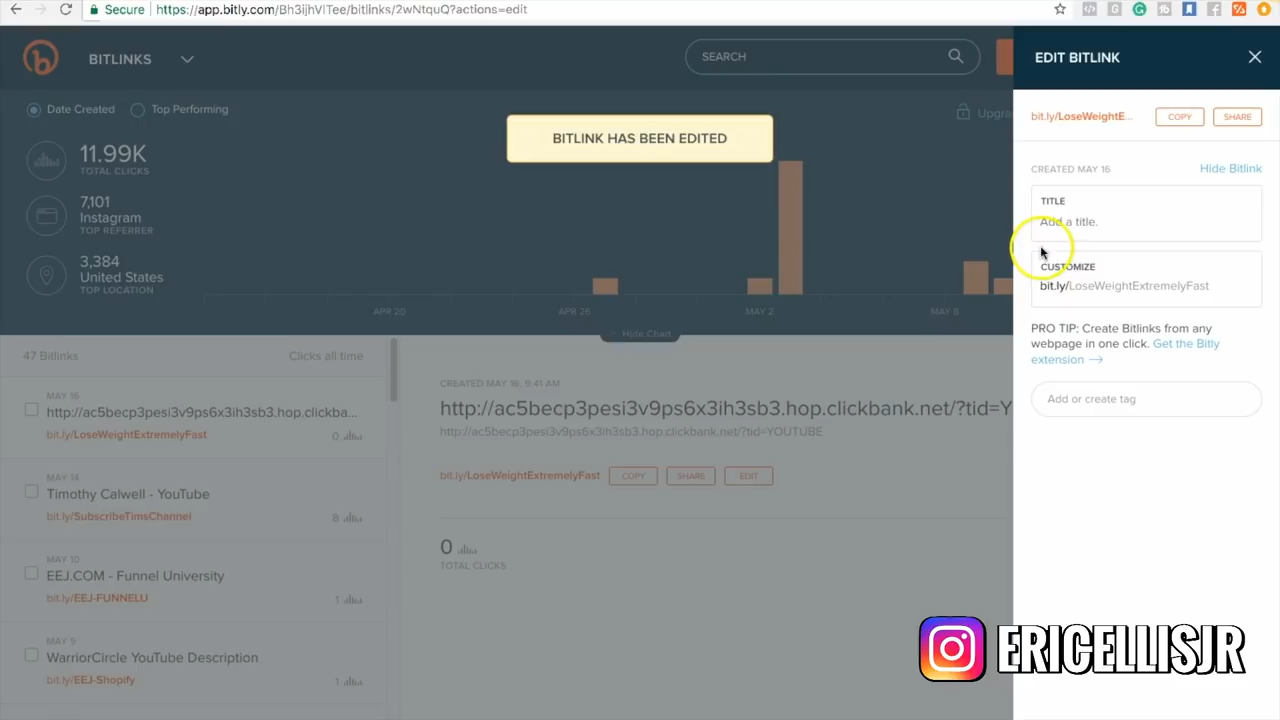 Secure https://app.bitly.com/Bh3ijhVlTee/bitlinks/2wNtquQ?actions=edit
BITLINKS
SEARCH
EDIT BITLINK
Date Created
Top Performing
Upgra
BITLINK HAS BEEN EDITED
bit.ly/LoseWeightE...
COPY
SHARE
11.99K
TOTAL CLICKS
7,101
Instagram
TOP REFERRER
3,384
United States
TOP LOCATION
CREATED MAY 16
Hide Bitlink
TITLE
Add a title.
CUSTOMIZE
bit.ly/LoseWeightExtremelyFast
APR 20
APR 26
MAY 2
MAY 8
Hide Chart
PRO TIP: Create Bitlinks from any
webpage in one click. Get the Bitly
extension →
Add or create tag
47 Bitlinks
Clicks all time
MAY 16
http://ac5becp3pesi3v9ps6x3ih3sb3.hop.clickba...
bit.ly/LoseWeightExtremelyFast
0
MAY 14
Timothy Calwell - YouTube
bit.ly/SubscribeTimsChannel
8
MAY 10
EEJ.COM - Funnel University
bit.ly/EEJ-FUNNELU
1
MAY 9
WarriorCircle YouTube Description
bit.ly/EEJ-Shopify
1
CREATED MAY 16, 9:41 AM
http://ac5becp3pesi3v9ps6x3ih3sb3.hop.clickbank.net/?tid=Y
http://ac5becp3pesi3v9ps6x3ih3sb3.hop.clickbank.net/?tid=YOUTUBE
bit.ly/LoseWeightExtremelyFast
COPY
SHARE
EDIT
0
TOTAL CLICKS
ERICELLISJR